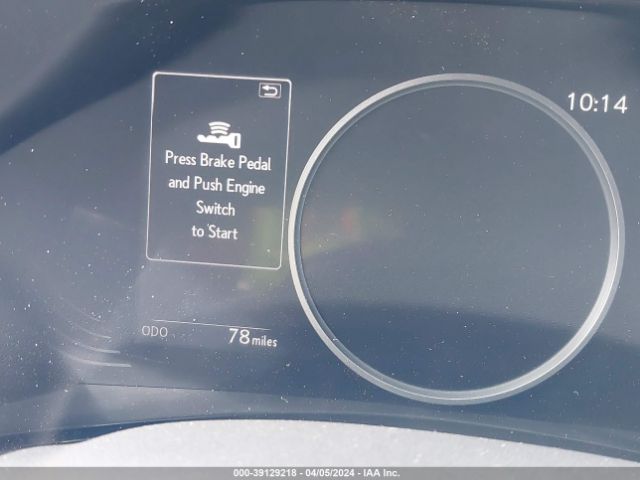 10:14
Press Brake Pedal
and Push Engine
Switch
to Start
ODO 78 miles
000-39129218 - 04/05/2024 - IAA Inc.